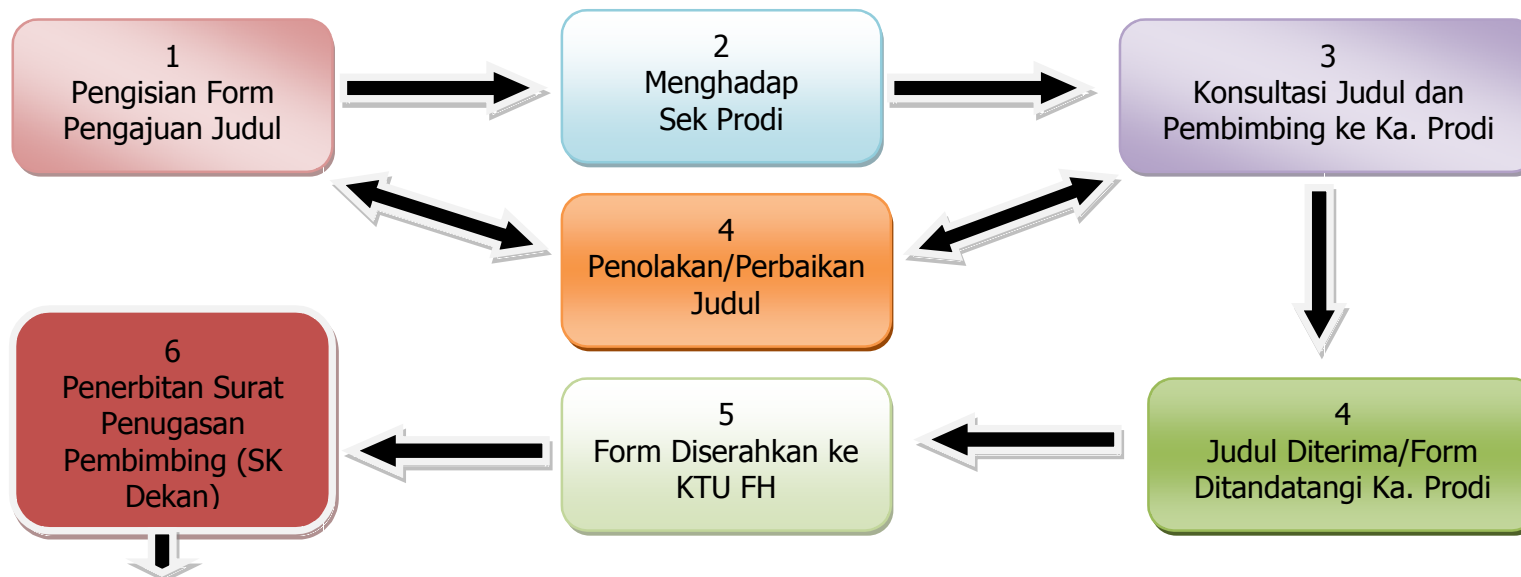 1
Pengisian Form
Pengajuan Judul
2
Menghadap
Sek Prodi
3
Konsultasi Judul dan
Pembimbing ke Ka. Prodi
4
Penolakan/Perbaikan
Judul
4
Judul Diterima/Form
Ditandatangi Ka. Prodi
5
Form Diserahkan ke
KTU FH
6
Penerbitan Surat
Penugasan
Pembimbing (SK
Dekan)